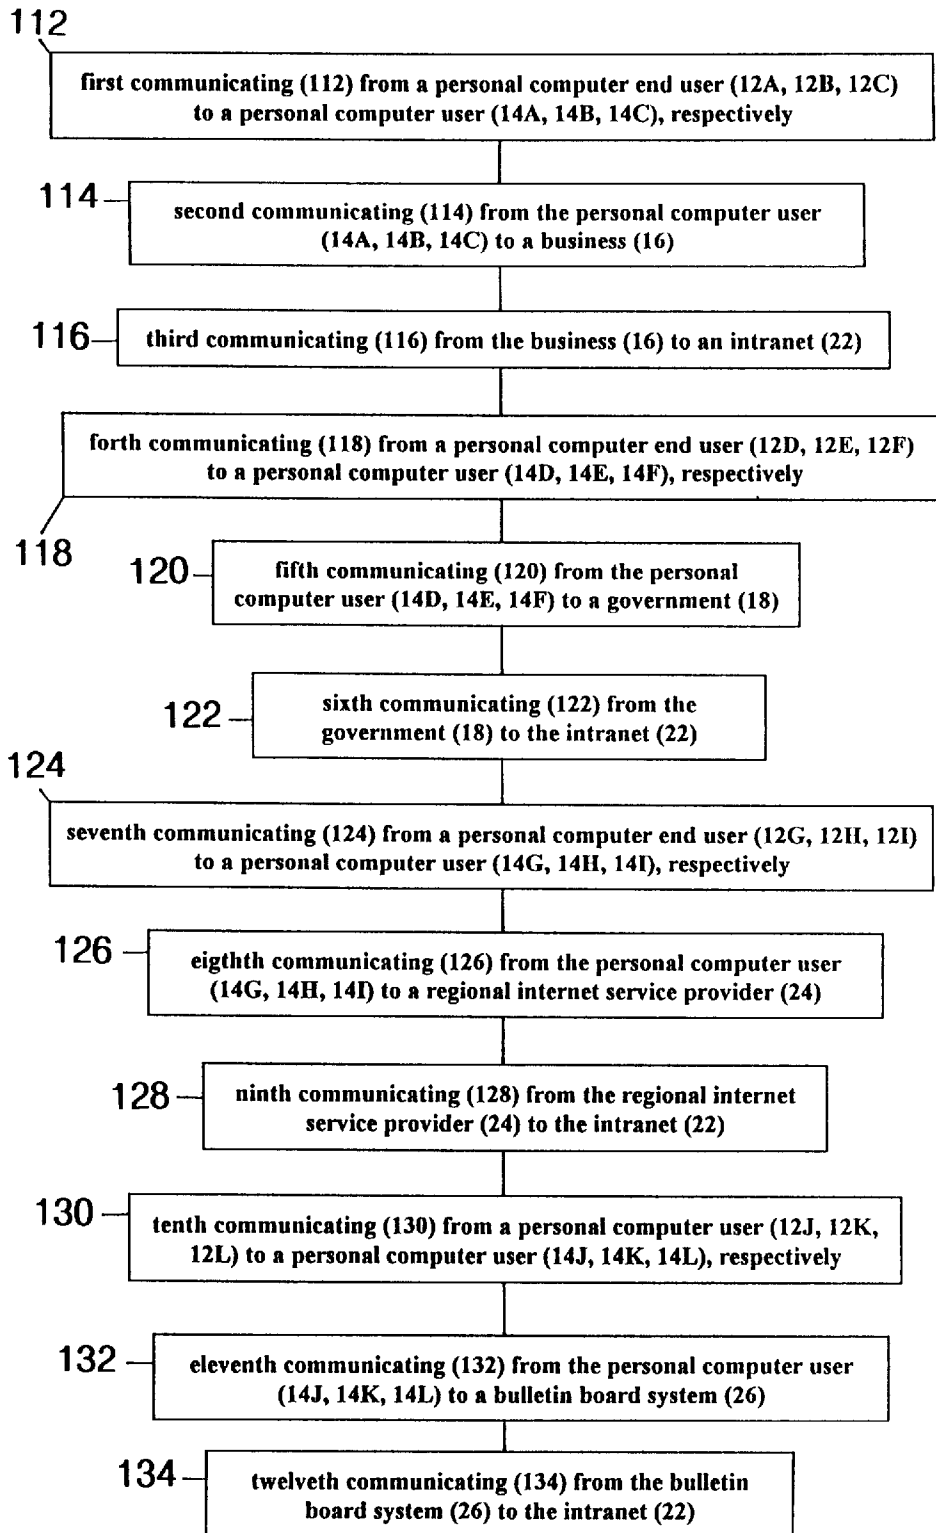 112
first communicating (112) from a personal computer end user (12A, 12B, 12C)
to a personal computer user (14A, 14B, 14C), respectively
114
second communicating (114) from the personal computer user
(14A, 14B, 14C) to a business (16)
116
third communicating (116) from the business (16) to an intranet (22)
forth communicating (118) from a personal computer end user (12D, 12E, 12F)
to a personal computer user (14D, 14E, 14F), respectively
118
120
fifth communicating (120) from the personal
computer user (14D, 14E, 14F) to a government (18)
122
sixth communicating (122) from the
government (18) to the intranet (22)
124
seventh communicating (124) from a personal computer end user (12G, 12H, 12I)
to a personal computer user (14G, 14H, 14I), respectively
126
eigthth communicating (126) from the personal computer user
(14G, 14H, 14I) to a regional internet service provider (24)
128
ninth communicating (128) from the regional internet
service provider (24) to the intranet (22)
130
tenth communicating (130) from a personal computer user (12J, 12K,
12L) to a personal computer user (14J, 14K, 14L), respectively
132
eleventh communicating (132) from the personal computer user
(14J, 14K, 14L) to a bulletin board system (26)
134
twelveth communicating (134) from the bulletin
board system (26) to the intranet (22)